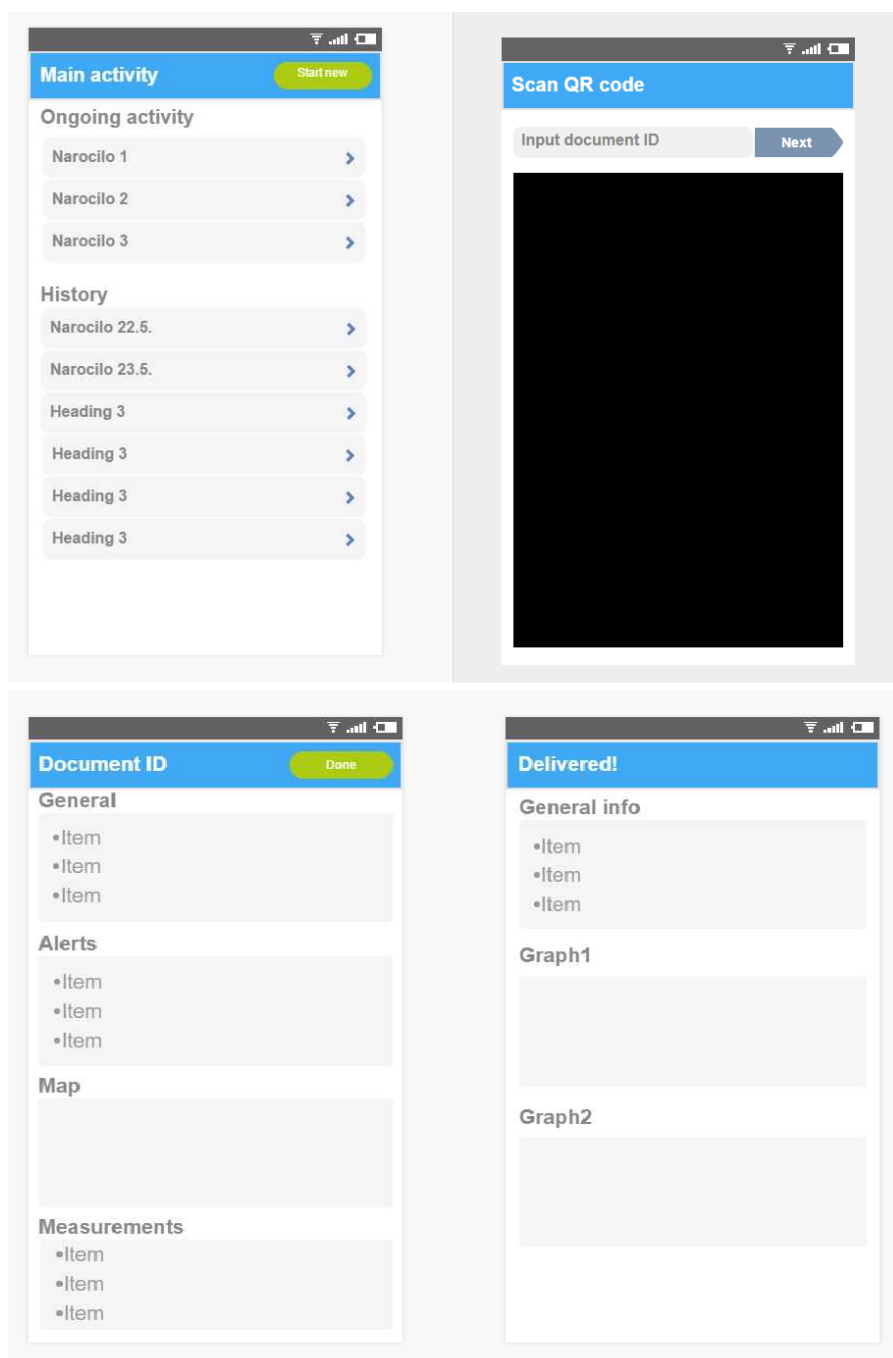 Main activity
Start new
Ongoing activity
Narocilo 1
Narocilo 2
Narocilo 3
History
Narocilo 22.5.
Narocilo 23.5.
Heading 3
Heading 3
Heading 3
Heading 3
Scan QR code
Input document ID
Next
Document ID
Done
General
•Item
•Item
•Item
Alerts
•Item
•Item
•Item
Map
Measurements
•Item
•Item
•Item
Delivered!
General info
•Item
•Item
•Item
Graph1
Graph2